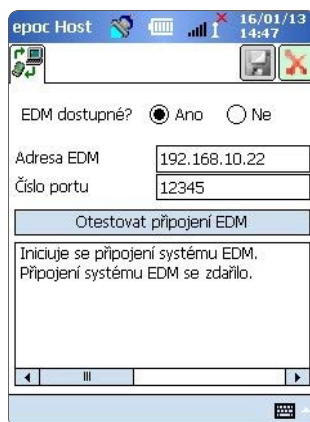 epoc Host 16/01/13
14:47
EDM dostupné? Ano Ne
Adresa EDM 192.168.10.22
Číslo portu 12345
Otestovat připojení EDM
Iniciuje se připojení systému EDM.
Připojení systému EDM se zdařilo.